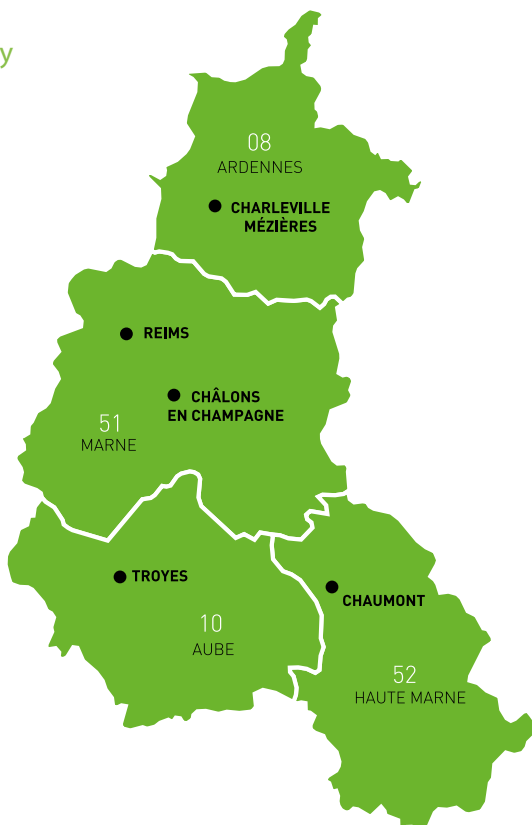 y
08
ARDENNES
CHARLEVILLE
MÉZIÈRES
REIMS
CHÂLONS
EN CHAMPAGNE
51
MARNE
TROYES
CHAUMONT
10
AUBE
52
HAUTE MARNE